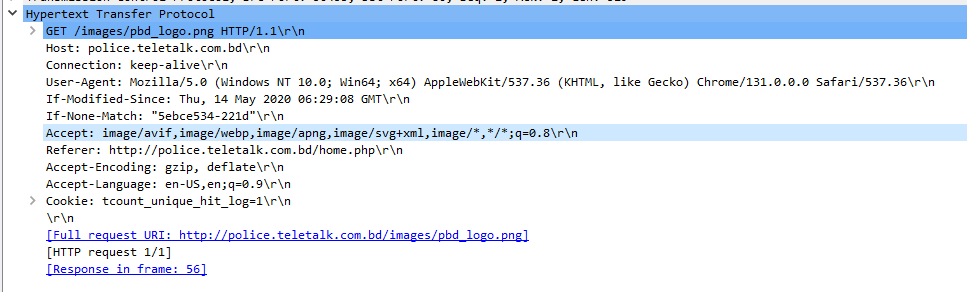 Hypertext Transfer Protocol
GET /images/pbd_logo.png HTTP/1.1\r\n
Host: police.teletalk.com.bd\r\n
Connection: keep-alive\r\n
User-Agent: Mozilla/5.0 (Windows NT 10.0; Win64; x64) AppleWebKit/537.36 (KHTML, like Gecko) Chrome/131.0.0.0 Safari/537.36\r\n
If-Modified-Since: Thu, 14 May 2020 06:29:08 GMT\r\n
If-None-Match: "5ebce534-221d"\r\n
Accept: image/avif,image/webp,image/apng,image/svg+xml,image/*,*/*;q=0.8\r\n
Referer: http://police.teletalk.com.bd/home.php\r\n
Accept-Encoding: gzip, deflate\r\n
Accept-Language: en-US,en;q=0.9\r\n
Cookie: tcount_unique_hit_log=1\r\n
\r\n
[Full request URI: http://police.teletalk.com.bd/images/pbd_logo.png]
[HTTP request 1/1]
[Response in frame: 56]